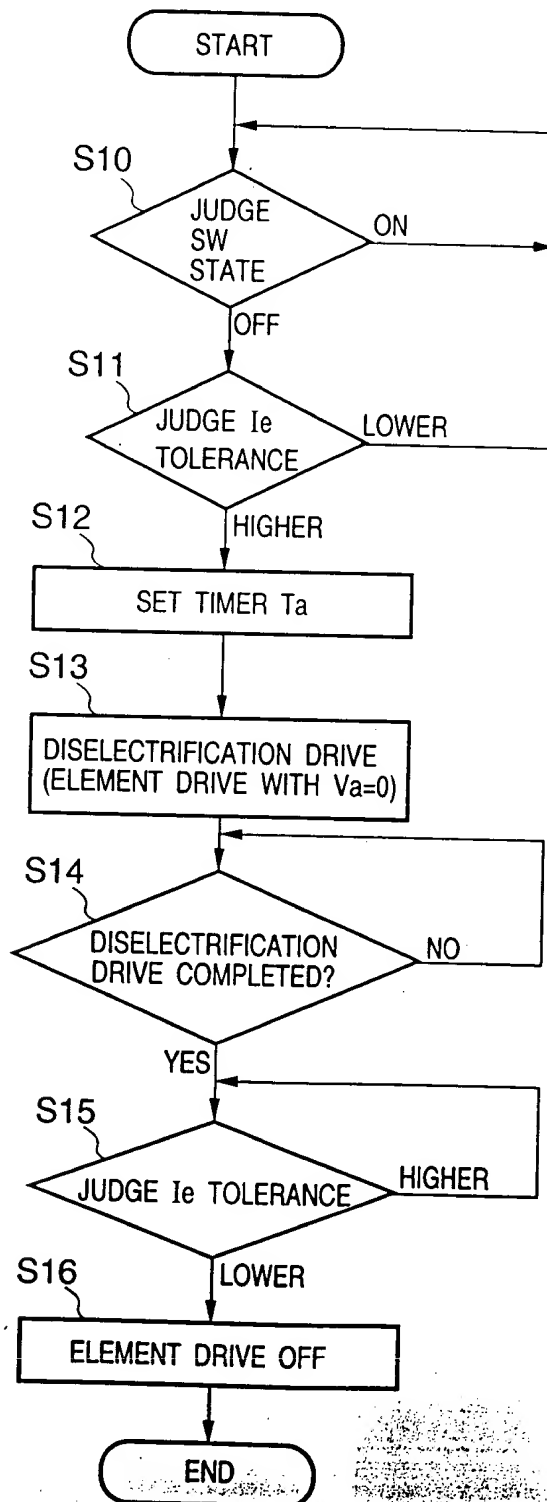 START
S10
JUDGE
SW
STATE
ON
OFF
S11
JUDGE Ie
TOLERANCE
LOWER
HIGHER
S12
SET TIMER Ta
S13
DISELECTRIFICATION DRIVE
(ELEMENT DRIVE WITH Va=0)
S14
DISELECTRIFICATION
DRIVE COMPLETED?
NO
YES
S15
JUDGE Ie TOLERANCE
HIGHER
LOWER
S16
ELEMENT DRIVE OFF
END